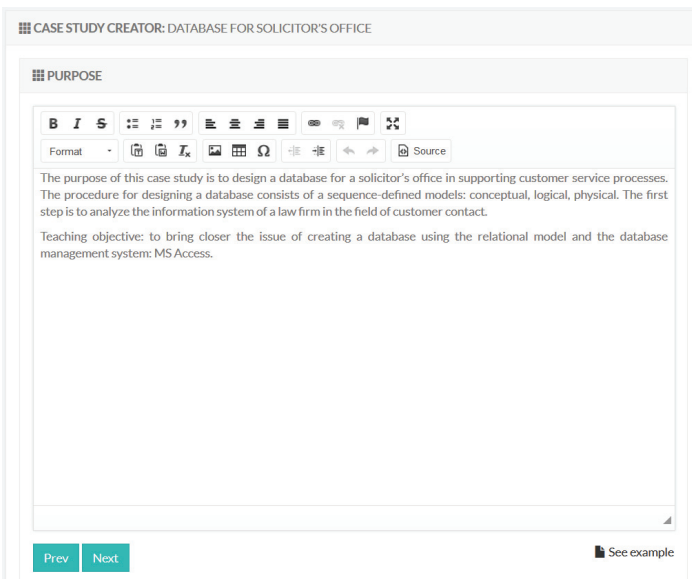 CASE STUDY CREATOR: DATABASE FOR SOLICITOR'S OFFICE
PURPOSE
Format
Source
The purpose of this case study is to design a database for a solicitor's office in supporting customer service processes.
The procedure for designing a database consists of a sequence-defined models: conceptual, logical, physical. The first
step is to analyze the information system of a law firm in the field of customer contact.
Teaching objective: to bring closer the issue of creating a database using the relational model and the database
management system: MS Access.
Prev Next
See example